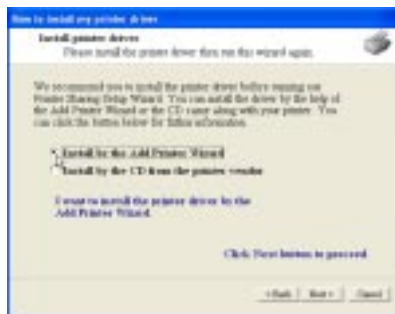 How to install my printer driver
Install printer driver
Please install the printer driver then run this wizard again.
We recommend you to install the printer driver before running our
Printer Sharing Setup Wizard. You can install the driver by the help of
the Add Printer Wizard or the CD came along with your printer. You
can click the button below for futher information.
Install by the Add Printer Wizard
Install by the CD from the printer vendor
I want to install the printer driver by the
Add Printer Wizard.
Click Next button to proceed.
< Back
Next >
Cancel